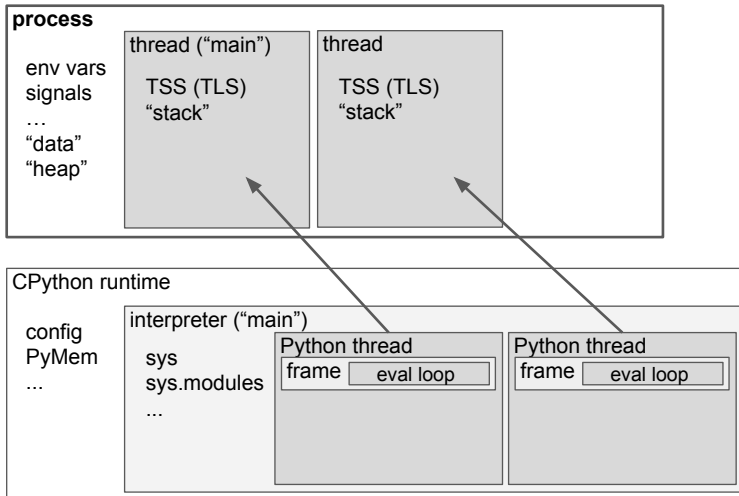 process
env vars
signals
…
“data”
“heap”
thread (“main”)
TSS (TLS)
“stack”
thread
TSS (TLS)
“stack”
CPython runtime
config
PyMem
...
interpreter (“main”)
sys
sys.modules
...
Python thread
frame
eval loop
Python thread
frame
eval loop